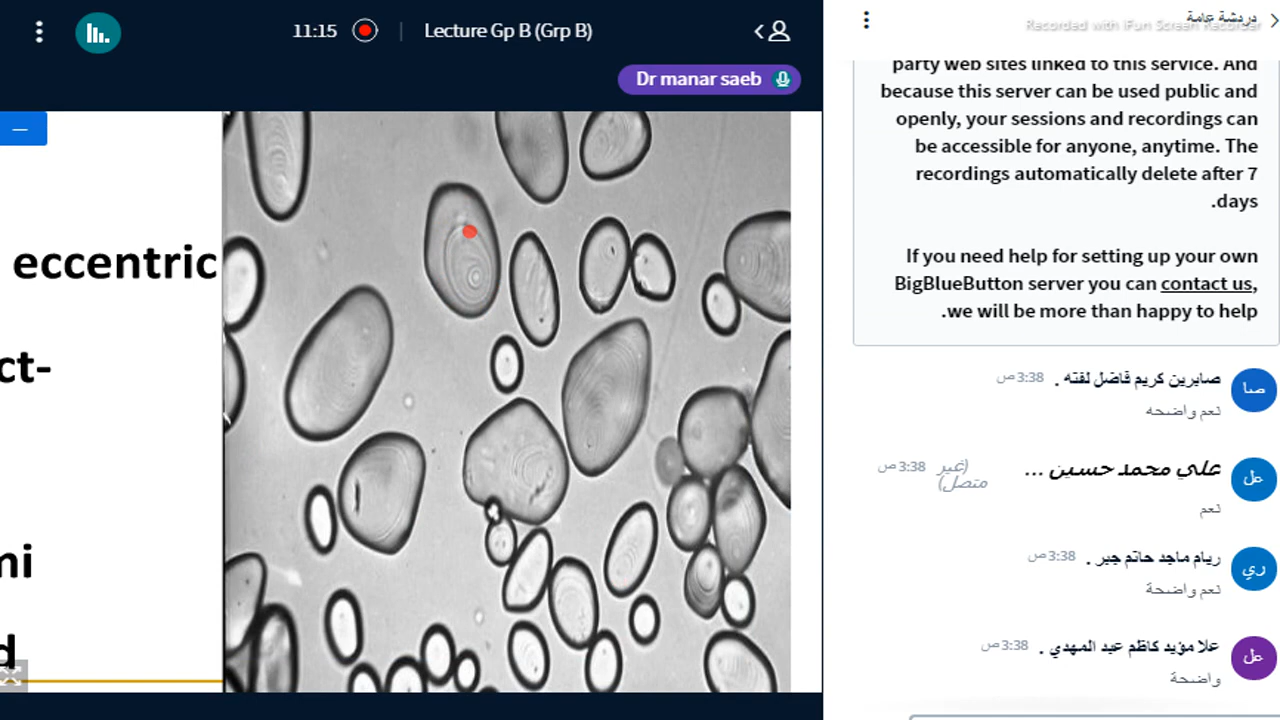 11:15
Lecture Gp B (Grp B)
Dr manar saeb
eccentric
ct-
mi
d
دردشة عامة
Recorded with iFun Screen Recorder
party web sites linked to this service. And
because this server can be used public and
openly, your sessions and recordings can
be accessible for anyone, anytime. The
recordings automatically delete after 7
.days
If you need help for setting up your own
BigBlueButton server you can contact us,
.we will be more than happy to help
صا
صابرين كريم فاضل لفته . 3:38 ص
نعم واضحه
عل
علي محمد حسين ... (غير متصل) 3:38 ص
نعم
ري
ريام ماجد حاتم جبر . 3:38 ص
نعم واضحة
عل
علا مؤيد كاظم عبد المهدي . 3:38 ص
واضحة